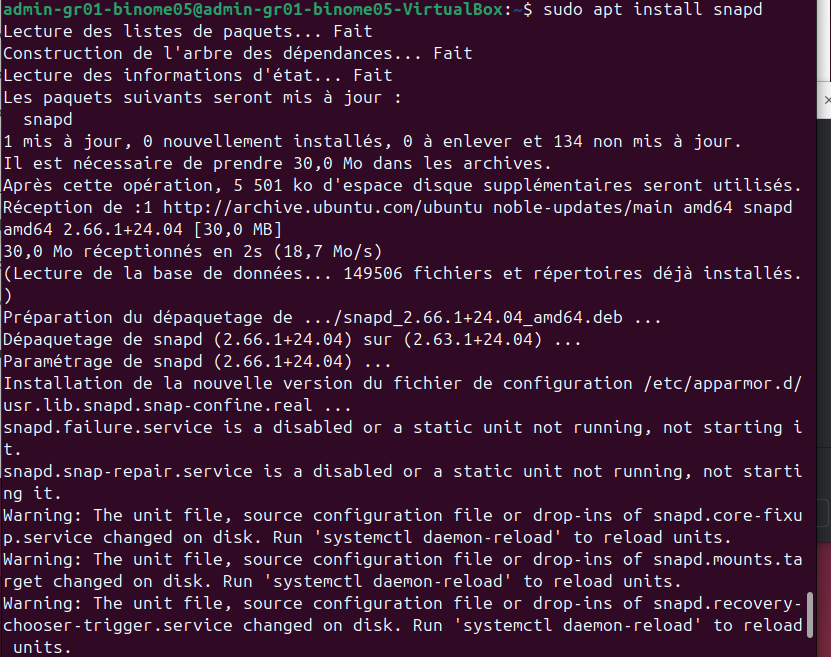 admin-gr01-binome05@admin-gr01-binome05-VirtualBox:~$ sudo apt install snapd
Lecture des listes de paquets... Fait
Construction de l'arbre des dépendances... Fait
Lecture des informations d'état... Fait
Les paquets suivants seront mis à jour :
  snapd
1 mis à jour, 0 nouvellement installés, 0 à enlever et 134 non mis à jour.
Il est nécessaire de prendre 30,0 Mo dans les archives.
Après cette opération, 5 501 ko d'espace disque supplémentaires seront utilisés.
Réception de :1 http://archive.ubuntu.com/ubuntu noble-updates/main amd64 snapd
amd64 2.66.1+24.04 [30,0 MB]
30,0 Mo réceptionnés en 2s (18,7 Mo/s)
(Lecture de la base de données... 149506 fichiers et répertoires déjà installés.
)
Préparation du dépaquetage de .../snapd_2.66.1+24.04_amd64.deb ...
Dépaquetage de snapd (2.66.1+24.04) sur (2.63.1+24.04) ...
Paramétrage de snapd (2.66.1+24.04) ...
Installation de la nouvelle version du fichier de configuration /etc/apparmor.d/
usr.lib.snapd.snap-confine.real ...
snapd.failure.service is a disabled or a static unit not running, not starting i
t.
snapd.snap-repair.service is a disabled or a static unit not running, not starti
ng it.
Warning: The unit file, source configuration file or drop-ins of snapd.core-fixu
p.service changed on disk. Run 'systemctl daemon-reload' to reload units.
Warning: The unit file, source configuration file or drop-ins of snapd.mounts.ta
rget changed on disk. Run 'systemctl daemon-reload' to reload units.
Warning: The unit file, source configuration file or drop-ins of snapd.recovery-
chooser-trigger.service changed on disk. Run 'systemctl daemon-reload' to reload
 units.